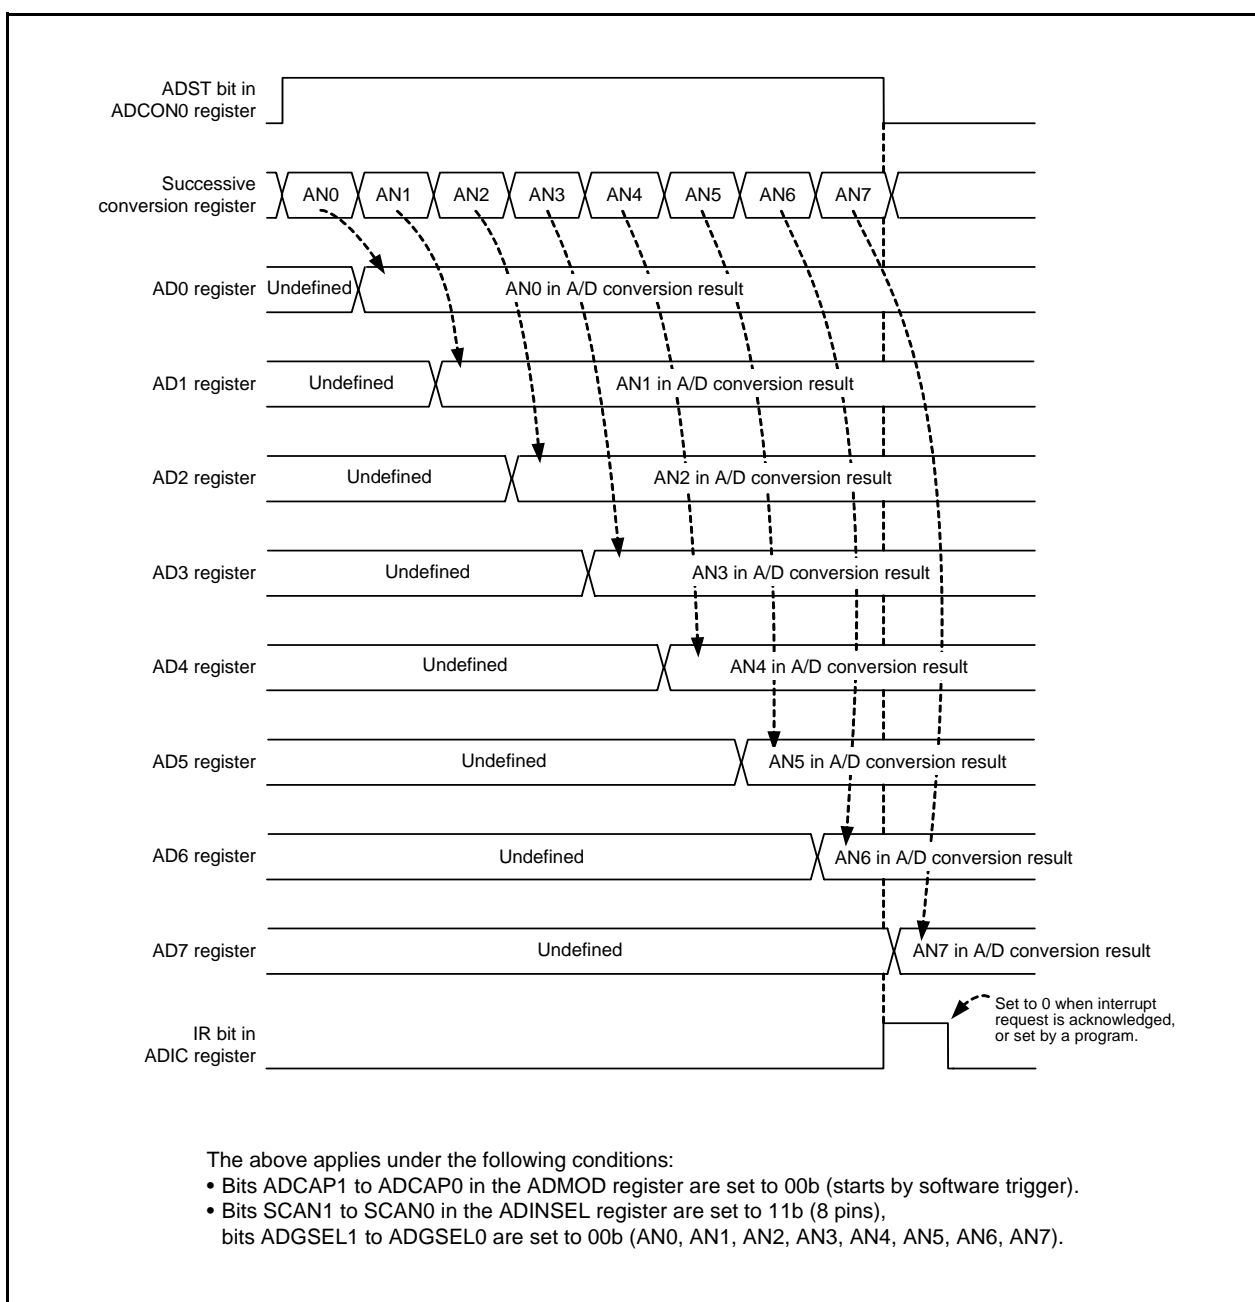 ADST bit in
ADCON0 register
Successive
conversion register
AN0 AN1 AN2 AN3 AN4 AN5 AN6 AN7
AD0 register Undefined AN0 in A/D conversion result
AD1 register Undefined AN1 in A/D conversion result
AD2 register Undefined AN2 in A/D conversion result
AD3 register Undefined AN3 in A/D conversion result
AD4 register Undefined AN4 in A/D conversion result
AD5 register Undefined AN5 in A/D conversion result
AD6 register Undefined AN6 in A/D conversion result
AD7 register Undefined AN7 in A/D conversion result
IR bit in
ADIC register
Set to 0 when interrupt
request is acknowledged,
or set by a program.
The above applies under the following conditions:
• Bits ADCAP1 to ADCAP0 in the ADMOD register are set to 00b (starts by software trigger).
• Bits SCAN1 to SCAN0 in the ADINSEL register are set to 11b (8 pins),
bits ADGSEL1 to ADGSEL0 are set to 00b (AN0, AN1, AN2, AN3, AN4, AN5, AN6, AN7).